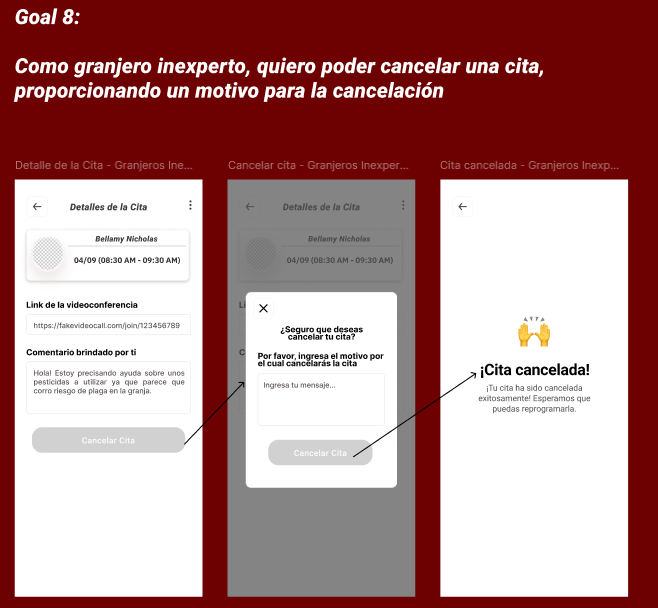 Goal 8:
Como granjero inexperto, quiero poder cancelar una cita,
proporcionando un motivo para la cancelación
Detalle de la Cita - Granjeros Ine...
Detalles de la Cita
Bellamy Nicholas
04/09 (08:30 AM - 09:30 AM)
Link de la videoconferencia
https://fakevideocall.com/join/123456789
Comentario brindado por ti
Hola! Estoy precisando ayuda sobre unos
pesticidas a utilizar ya que parece que
corro riesgo de plaga en la granja.
Cancelar Cita
Cancelar cita - Granjeros Inexper...
Detalles de la Cita
Bellamy Nicholas
04/09 (08:30 AM - 09:30 AM)
Li
C
¿Seguro que deseas
cancelar tu cita?
Por favor, ingresa el motivo por
el cual cancelarás la cita
Ingresa tu mensaje...
Cancelar Cita
Cita cancelada - Granjeros Inexp...
¡Cita cancelada!
¡Tu cita ha sido cancelada
exitosamente! Esperamos que
puedas reprogramarla.